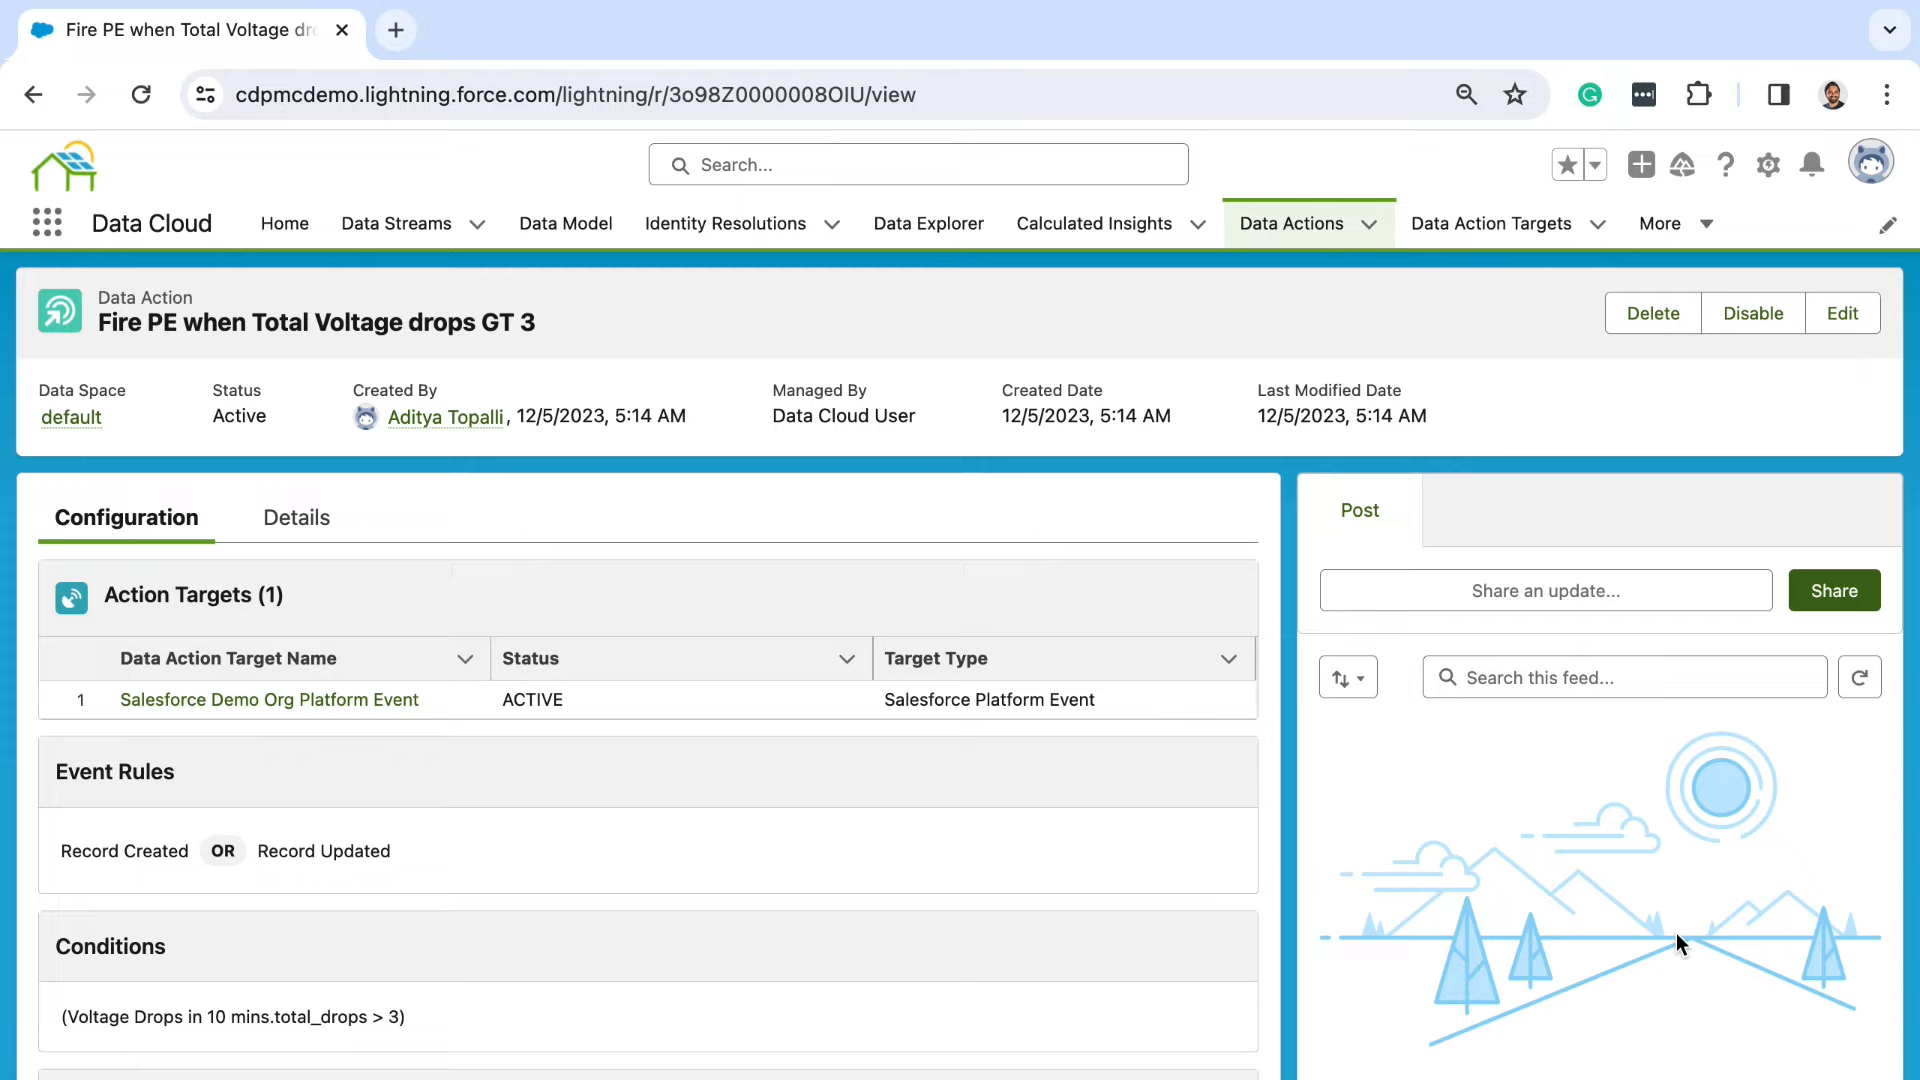 Fire PE when Total Voltage dr
cdpmcdemo.lightning.force.com/lightning/r/3o98Z0000008OIU/view
Search...
Data Cloud Home Data Streams Data Model Identity Resolutions Data Explorer Calculated Insights Data Actions Data Action Targets More
Data Action
Fire PE when Total Voltage drops GT 3
Delete Disable Edit
Data Space Status Created By Managed By Created Date Last Modified Date
default Active Aditya Topalli, 12/5/2023, 5:14 AM Data Cloud User 12/5/2023, 5:14 AM 12/5/2023, 5:14 AM
Configuration Details
Action Targets (1)
Data Action Target Name Status Target Type
1 Salesforce Demo Org Platform Event ACTIVE Salesforce Platform Event
Event Rules
Record Created OR Record Updated
Conditions
(Voltage Drops in 10 mins.total_drops > 3)
Post
Share an update... Share
Search this feed...